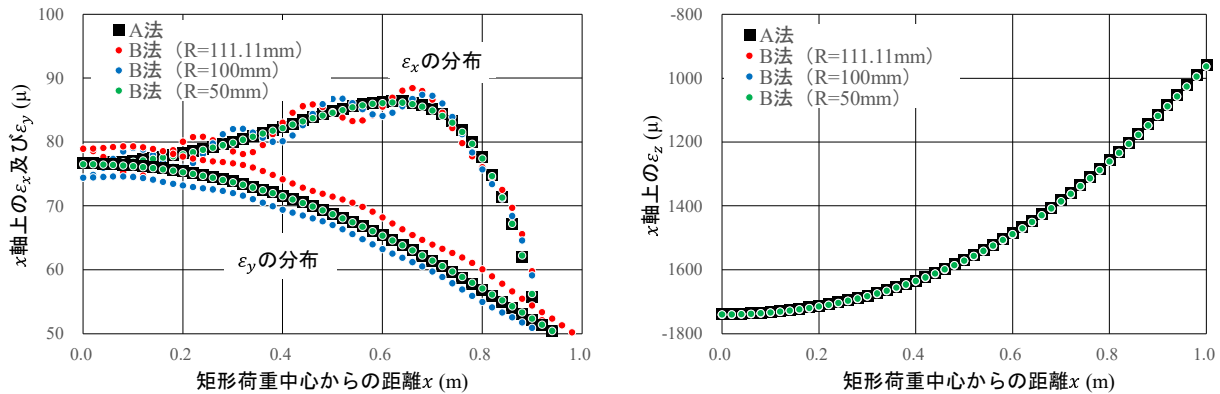 100
90
80
70
60
50
0.0 0.2 0.4 0.6 0.8 1.0
x軸上のεx及びεy (μ)
矩形荷重中心からの距離x (m)
A法
B法（R=111.11mm）
B法（R=100mm）
B法（R=50mm）
εxの分布
εyの分布
-800
1000
1200
1400
1600
-1800
0.0 0.2 0.4 0.6 0.8 1.0
x軸上のεz (μ)
矩形荷重中心からの距離x (m)
A法
B法（R=111.11mm）
B法（R=100mm）
B法（R=50mm）